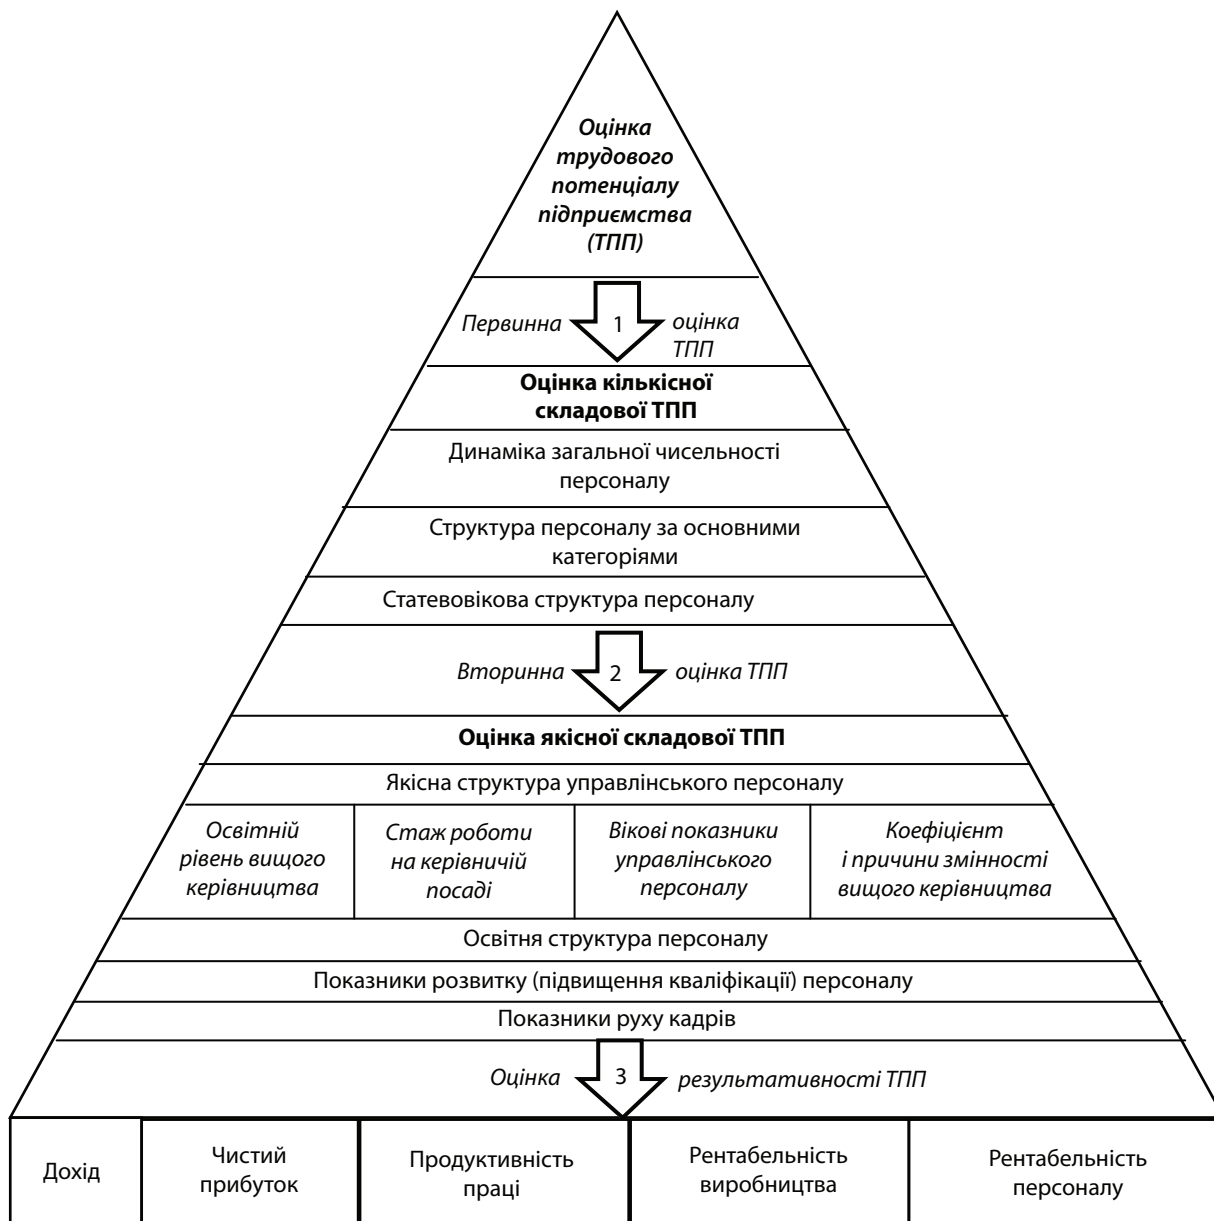 Оцінка
трудового
потенціалу
підприємства
(ТПП)
Первинна 1 оцінка
ТПП
Оцінка кількісної
складової ТПП
Динаміка загальної чисельності
персоналу
Структура персоналу за основними
категоріями
Статевовікова структура персоналу
Вторинна 2 оцінка ТПП
Оцінка якісної складової ТПП
Якісна структура управлінського персоналу
Освітній
рівень вищого
керівництва
Стаж роботи
на керівничій
посаді
Вікові показники
управлінського
персоналу
Коефіцієнт
і причини змінності
вищого керівництва
Освітня структура персоналу
Показники розвитку (підвищення кваліфікації) персоналу
Показники руху кадрів
Оцінка 3 результативності ТПП
Дохід
Чистий
прибуток
Продуктивність
праці
Рентабельність
виробництва
Рентабельність
персоналу